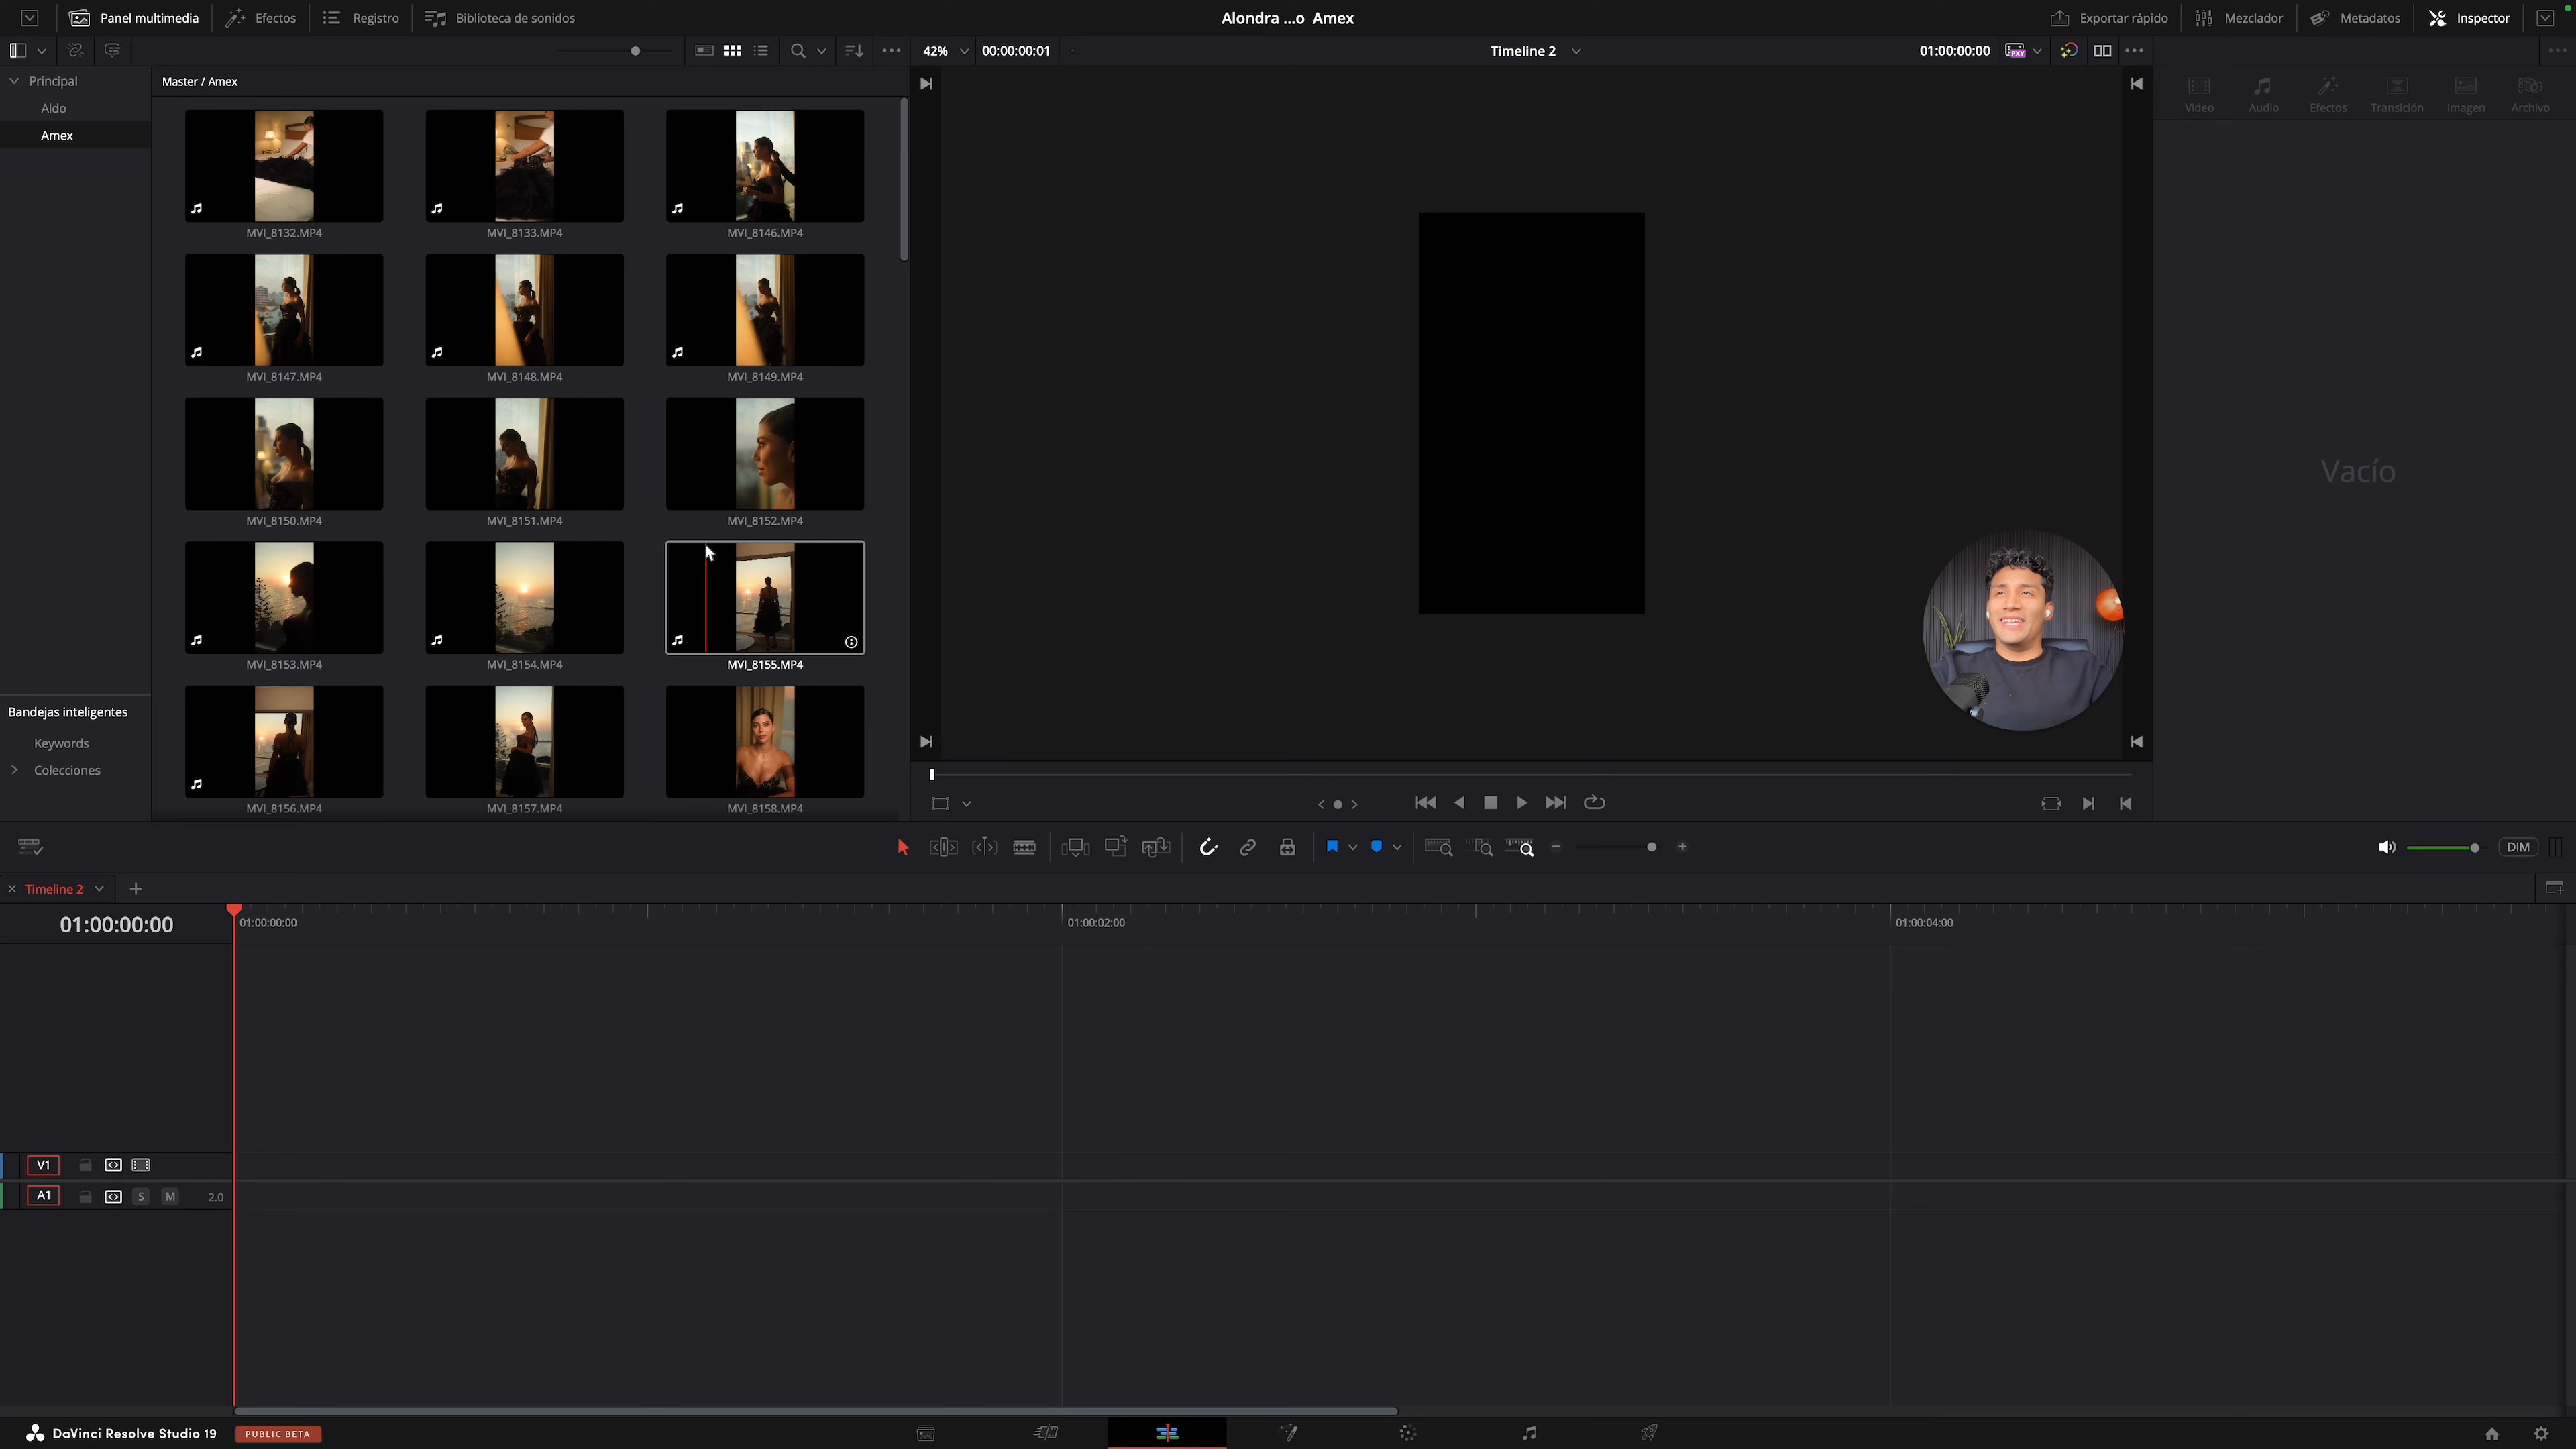 Panel multimedia Efectos Registro Biblioteca de sonidos Alondra ...o Amex Exportar rápido Mezclador Metadatos Inspector
42% 00:00:00:01 Timeline 2 01:00:00:00 PXY
Principal
Aldo
Amex
Master / Amex
Video Audio Efectos Transición Imagen Archivo
MVI_8132.MP4 MVI_8133.MP4 MVI_8146.MP4
MVI_8147.MP4 MVI_8148.MP4 MVI_8149.MP4
Vacío
MVI_8150.MP4 MVI_8151.MP4 MVI_8152.MP4
MVI_8153.MP4 MVI_8154.MP4 MVI_8155.MP4
Bandejas inteligentes
Keywords
Colecciones
MVI_8156.MP4 MVI_8157.MP4 MVI_8158.MP4
DIM
Timeline 2
01:00:00:00
01:00:00:00 01:00:02:00 01:00:04:00
V1
A1 S M 2.0
DaVinci Resolve Studio 19 PUBLIC BETA